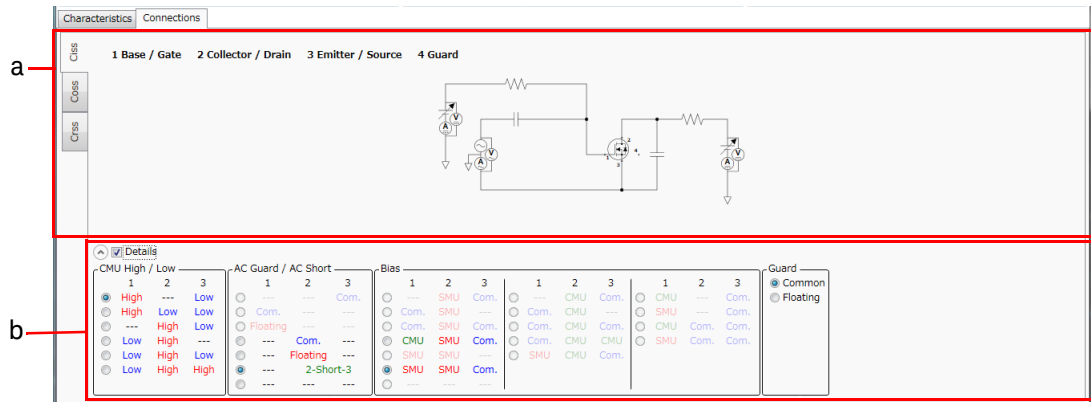 Characteristics Connections
a
Ciss
Coss
Crss
1 Base / Gate 2 Collector / Drain 3 Emitter / Source 4 Guard
A V
A V
1 2 3 4
A V
b
Details
CMU High / Low
1 2 3
High --- Low
High Low Low
--- High Low
Low High ---
Low High Low
Low High High
AC Guard / AC Short
1 2 3
--- --- Com.
Com. --- ---
Floating --- ---
--- Com. ---
--- Floating ---
--- 2-Short-3
--- --- ---
Bias
1 2 3
--- SMU Com.
Com. SMU ---
Com. SMU Com.
CMU SMU Com.
SMU SMU ---
SMU SMU Com.
--- --- ---
1 2 3
--- CMU Com.
Com. CMU ---
Com. CMU Com.
SMU CMU CMU
SMU CMU Com.
1 2 3
CMU --- Com.
SMU --- Com.
CMU Com. Com.
SMU Com. Com.
Guard
Common
Floating